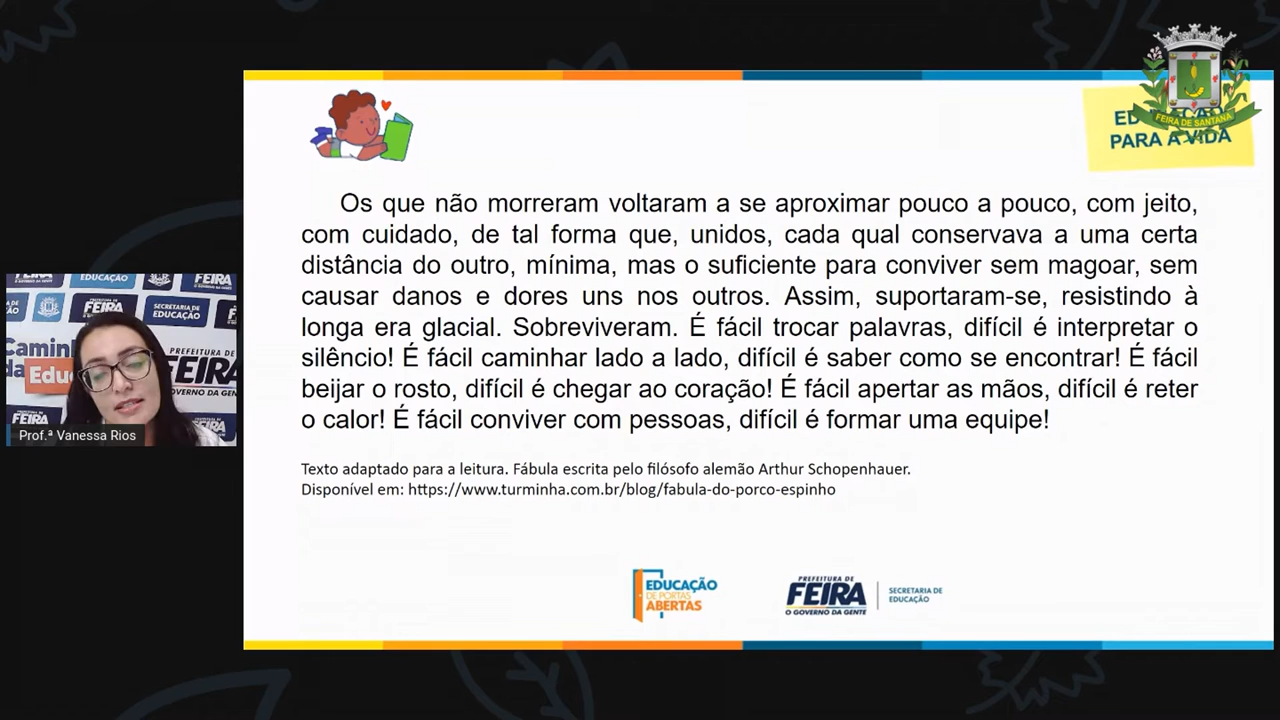 FEIRA DE SANTANA
EDUCAÇÃO
PARA A VIDA
Os que não morreram voltaram a se aproximar pouco a pouco, com jeito,
com cuidado, de tal forma que, unidos, cada qual conservava a uma certa
distância do outro, mínima, mas o suficiente para conviver sem magoar, sem
causar danos e dores uns nos outros. Assim, suportaram-se, resistindo à
longa era glacial. Sobreviveram. É fácil trocar palavras, difícil é interpretar o
silêncio! É fácil caminhar lado a lado, difícil é saber como se encontrar! É fácil
beijar o rosto, difícil é chegar ao coração! É fácil apertar as mãos, difícil é reter
o calor! É fácil conviver com pessoas, difícil é formar uma equipe!
Texto adaptado para a leitura. Fábula escrita pelo filósofo alemão Arthur Schopenhauer.
Disponível em: https://www.turminha.com.br/blog/fabula-do-porco-espinho
FEIRA
EDUCAÇÃO
FEIRA
SECRETARIA DE
EDUCAÇÃO
Camin
da
Edu
PREFEITURA DE
FEIRA
O GOVERNO DA GENTE
FEIRA
Prof.ª Vanessa Rios
EDUCAÇÃO
DE PORTAS
ABERTAS
PREFEITURA DE
FEIRA
O GOVERNO DA GENTE
SECRETARIA DE
EDUCAÇÃO